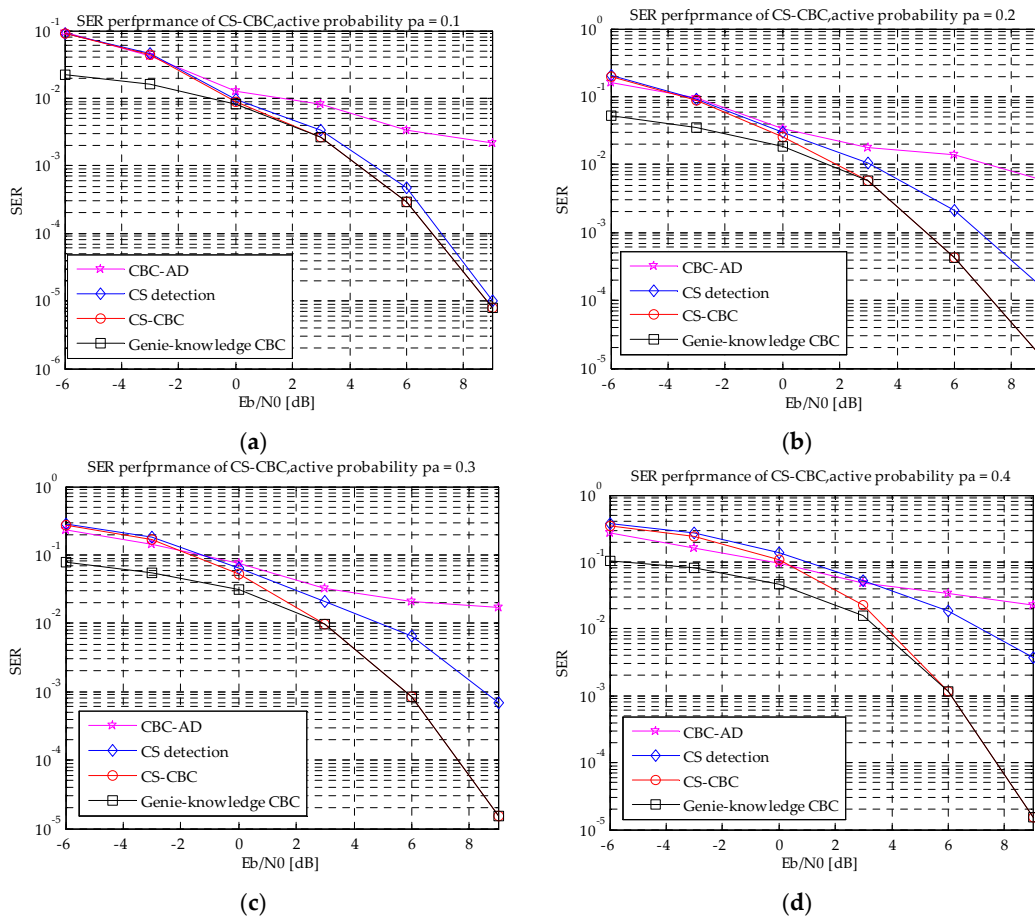 SER perfprmance of CS-CBC,active probability pa = 0.1
10^-1
10^-2
10^-3
10^-4
10^-5
10^-6
SER
CBC-AD
CS detection
CS-CBC
Genie-knowledge CBC
-6 -4 -2 0 2 4 6 8
Eb/N0 [dB]
(a)
SER perfprmance of CS-CBC,active probability pa = 0.2
10^0
10^-1
10^-2
10^-3
10^-4
10^-5
SER
CBC-AD
CS detection
CS-CBC
Genie-knowledge CBC
-6 -4 -2 0 2 4 6 8
Eb/N0 [dB]
(b)
SER perfprmance of CS-CBC,active probability pa = 0.3
10^0
10^-1
10^-2
10^-3
10^-4
10^-5
SER
CBC-AD
CS detection
CS-CBC
Genie-knowledge CBC
-6 -4 -2 0 2 4 6 8
Eb/N0 [dB]
(c)
SER perfprmance of CS-CBC,active probability pa = 0.4
10^0
10^-1
10^-2
10^-3
10^-4
10^-5
SER
CBC-AD
CS detection
CS-CBC
Genie-knowledge CBC
-6 -4 -2 0 2 4 6 8
Eb/N0 [dB]
(d)